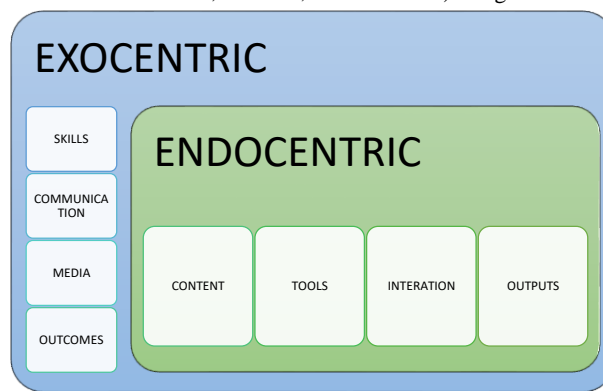 EXOCENTRIC
SKILLS
COMMUNICA
TION
MEDIA
OUTCOMES
ENDOCENTRIC
CONTENT
TOOLS
INTERATION
OUTPUTS